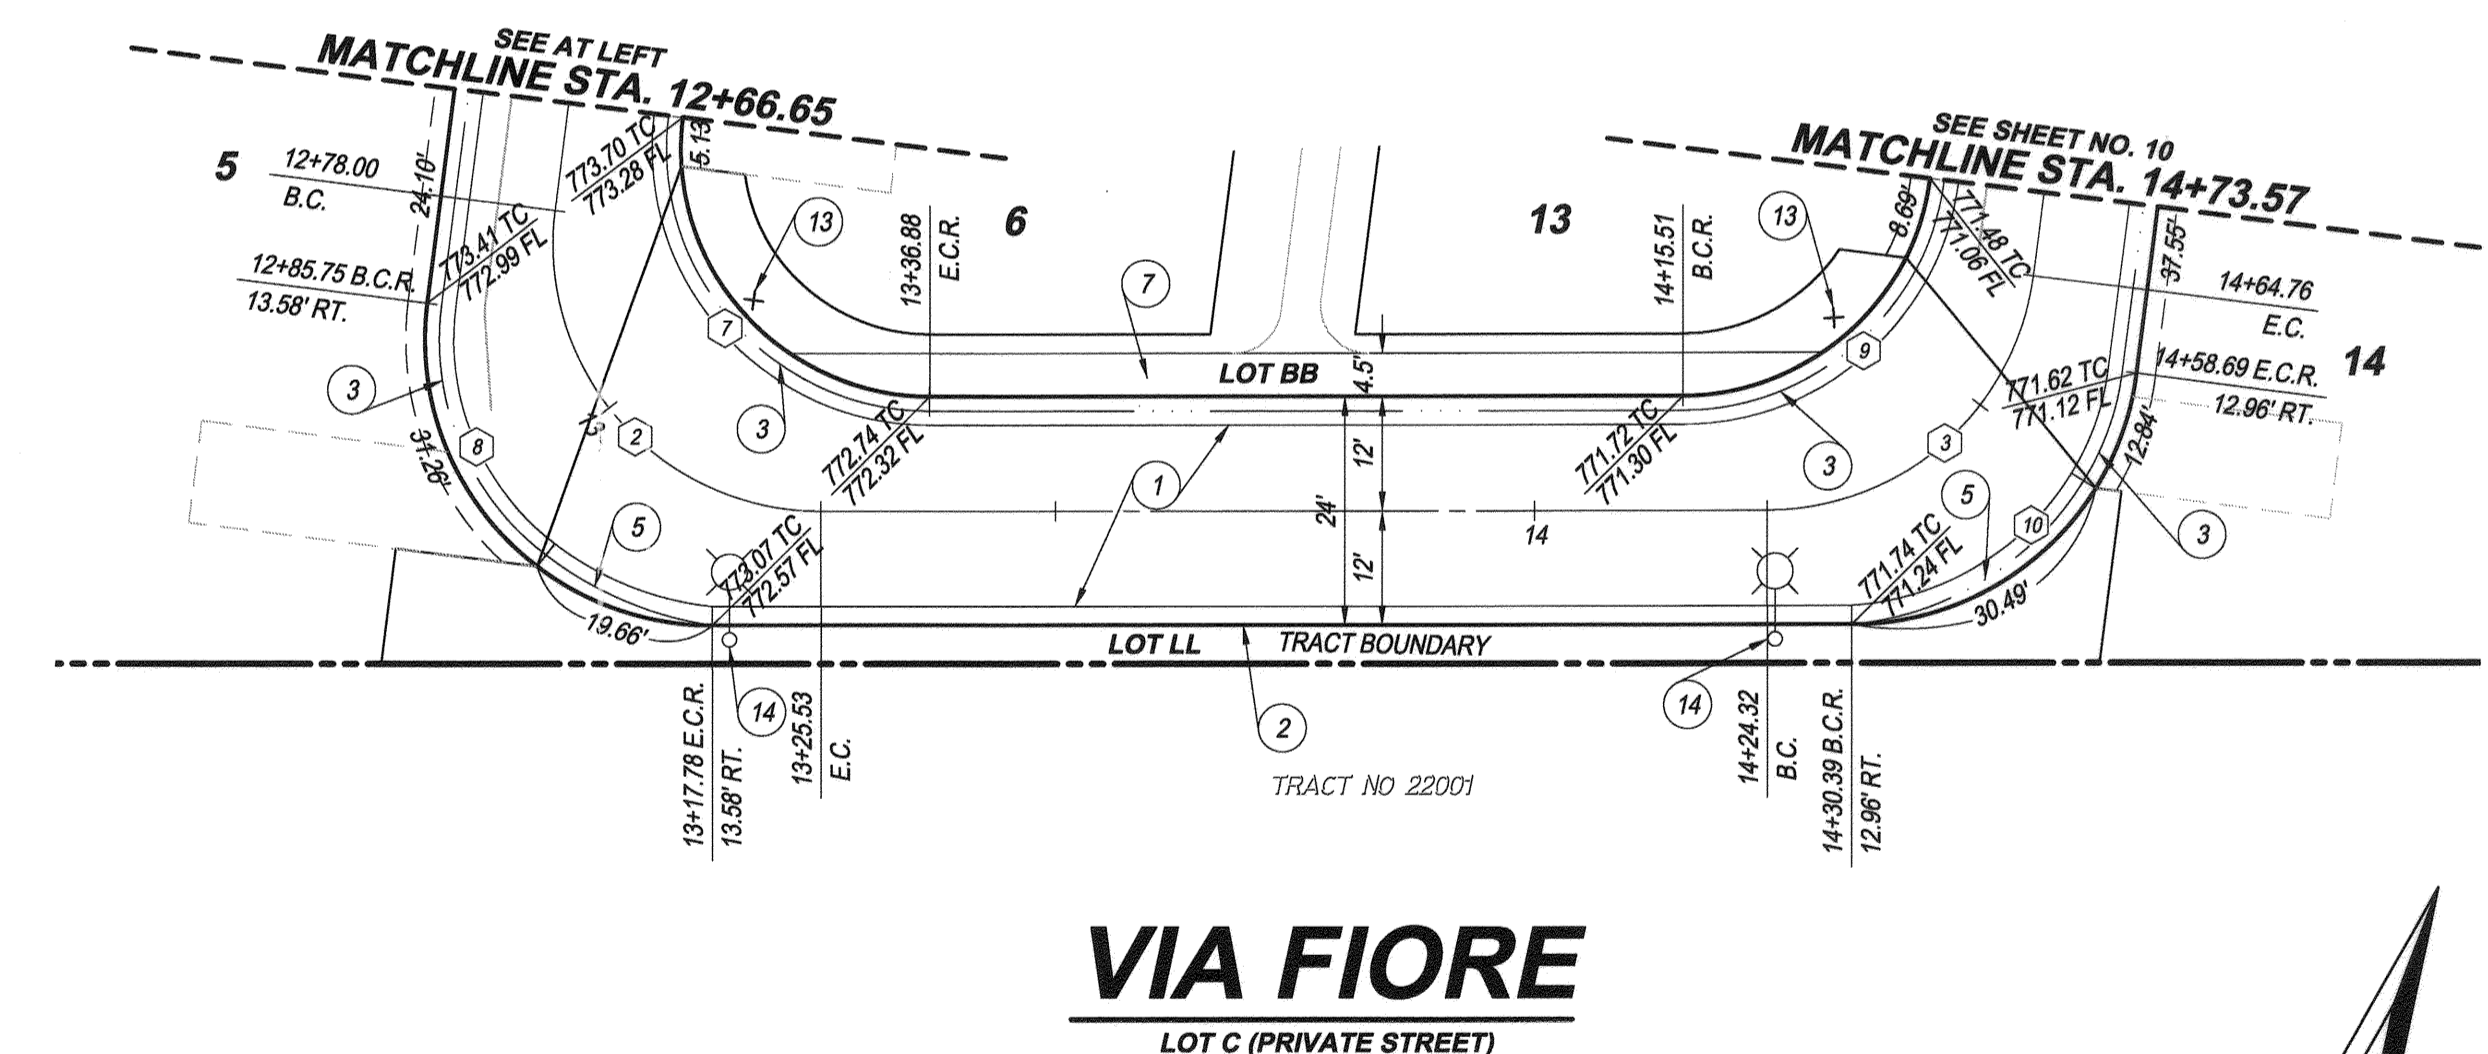 SEE AT LEFT
MATCHLINE STA. 12+66.65
SEE SHEET NO. 10
MATCHLINE STA. 14+73.57
5
12+78.00
B.C.
24.10'
773.70 TC
773.28 FL
5.13'
13
13+36.88
E.C.R.
6
7
13
14+15.51
B.C.R.
13
8.69'
771.48 TC
771.06 FL
37.55'
14+64.76
E.C.
773.41 TC
772.99 FL
12+85.75 B.C.R.
13.58' RT.
7
LOT BB
4.5'
9
14+58.69 E.C.R.
12.96' RT.
14
771.62 TC
771.12 FL
3
8
31.26'
13
2
3
772.74 TC
772.32 FL
1
24'
12'
12'
771.72 TC
771.30 FL
3
3
12.84'
5
773.07 TC
772.57 FL
14
5
10
3
771.74 TC
771.24 FL
30.49'
19.66'
LOT LL
TRACT BOUNDARY
13+17.78 E.C.R.
13.58' RT.
14
13+25.53
E.C.
2
14
14+24.32
B.C.
14+30.39 B.C.R.
12.96' RT.
TRACT NO 22001
VIA FIORE
LOT C (PRIVATE STREET)